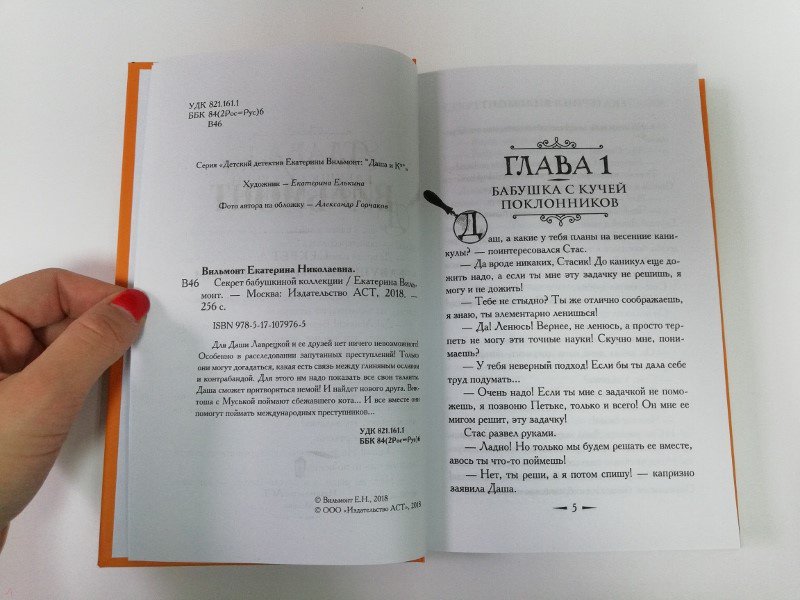 УДК 821.161.1
ББК 84(2Рос=Рус)6
В46
Серия «Детский детектив Екатерины Вильмонт: "Даша и К°"»
Художник — Екатерина Елькина
Фото автора на обложку — Александр Горчаков
Вильмонт Екатерина Николаевна.
В46 Секрет бабушкиной коллекции / Екатерина Виль-
монт. — Москва: Издательство АСТ, 2018. —
256 с.
ISBN 978-5-17-107976-5
Для Даши Лаврецкой и ее друзей нет ничего невозможного!
Особенно в расследовании запутанных преступлений! Только
они могут догадаться, какая есть связь между глиняным осликом
и контрабандой. Для этого им надо показать все свои таланты.
Даша сможет притвориться немой! И найдет нового друга. Вик-
тоша с Муськой поймают сбежавшего кота... И все вместе они
помогут поймать международных преступников...
УДК 821.161.1
ББК 84(2Рос=Рус)6
© Вильмонт Е.Н., 2018
© ООО «Издательство АСТ», 2018
ГЛАВА 1
БАБУШКА С КУЧЕЙ
ПОКЛОННИКОВ
Даш, а какие у тебя планы на весенние кани-
кулы? — поинтересовался Стас.
— Да вроде никаких, Стасик! До каникул еще до-
жить надо, а если ты мне эту задачку не решишь, я
могу и не дожить!
— Тебе не стыдно? Ты же отлично соображаешь,
я знаю, ты элементарно ленишься!
— Да! Ленюсь! Вернее, не ленюсь, а просто тер-
петь не могу эти точные науки! Скучно мне, пони-
маешь?
— У тебя неверный подход! Если бы ты дала себе
труд подумать...
— Очень надо! Если ты мне с задачкой не помо-
жешь, я позвоню Петьке, только и всего! Он мне ее
мигом решит, эту задачку!
Стас развел руками.
— Ладно! Но только мы будем решать ее вместе,
авось ты что-то поймешь!
— Нет, ты реши, а я потом спишу! — капризно
заявила Даша.
5